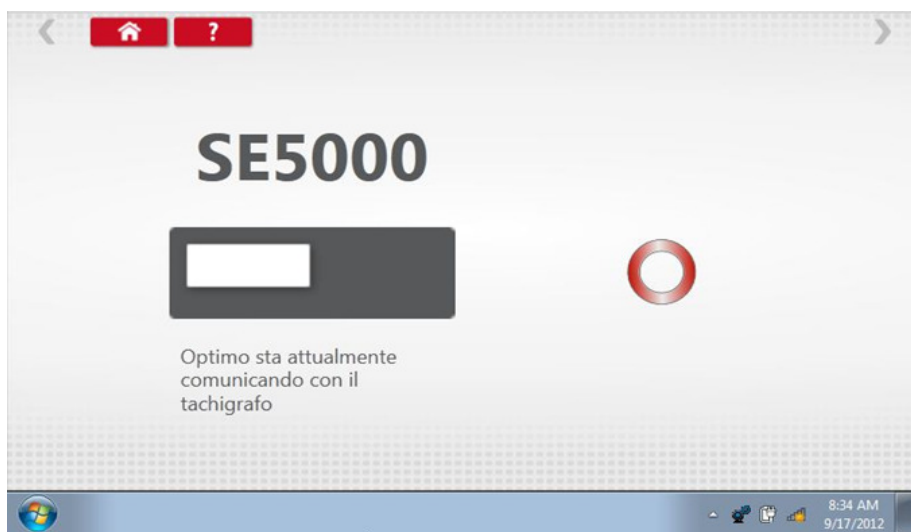 ?
SE5000
Optimo sta attualmente
comunicando con il
tachigrafo
8:34 AM
9/17/2012